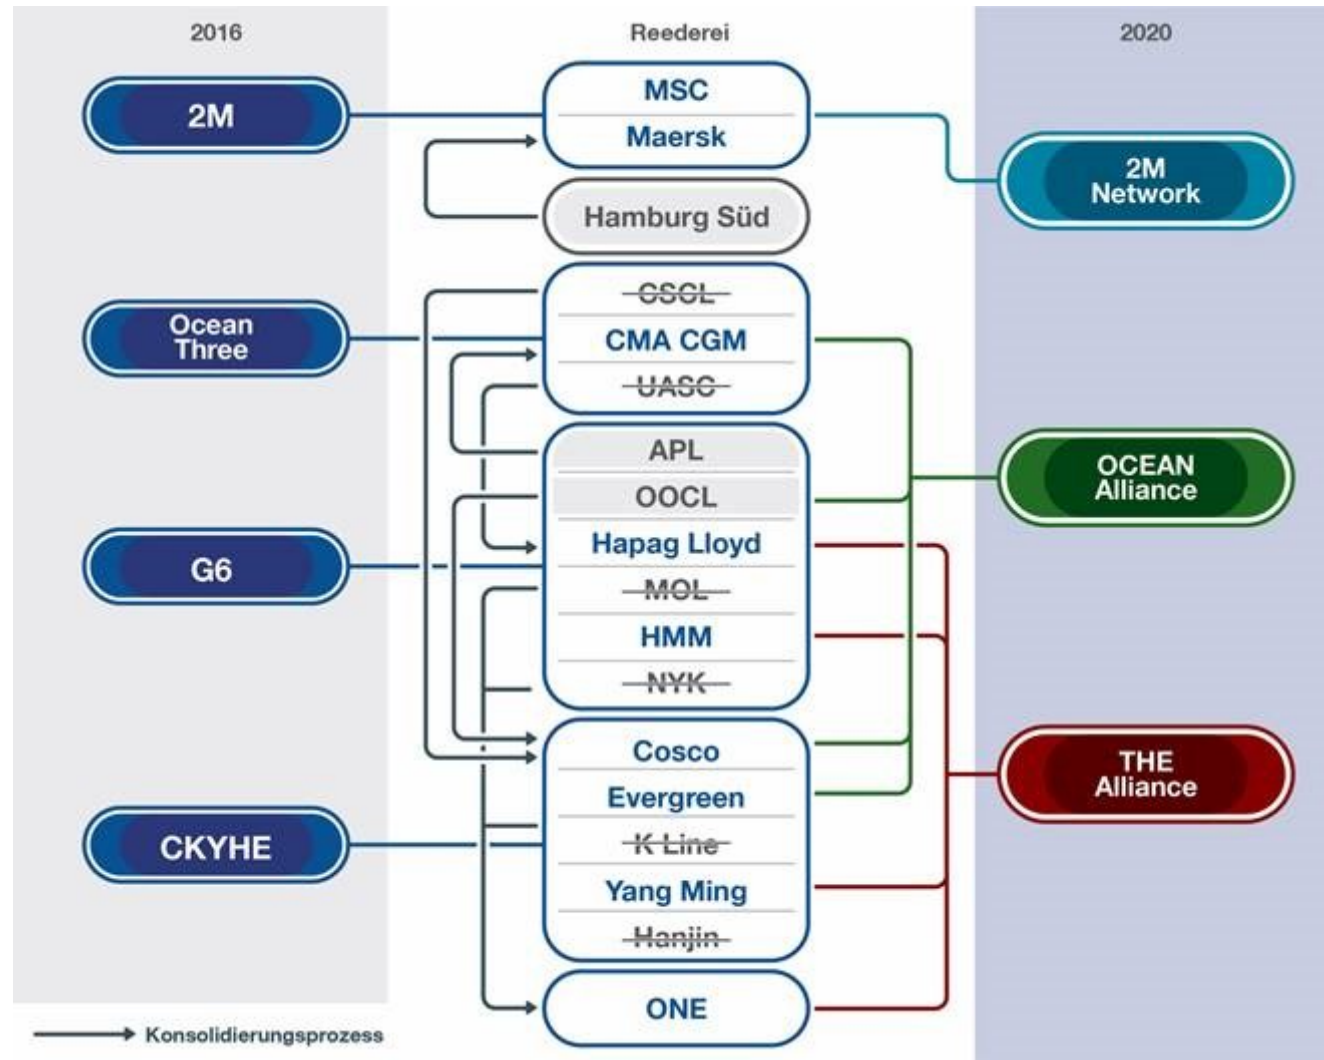 2016
Reederei
2020
2M
MSC
Maersk
2M
Network
Hamburg Süd
Ocean
Three
CSCL
CMA CGM
UASC
APL
OOCL
OCEAN
Alliance
G6
Hapag Lloyd
MOL
HMM
NYK
CKYHE
Cosco
Evergreen
K Line
Yang Ming
Hanjin
THE
Alliance
ONE
Konsolidierungsprozess